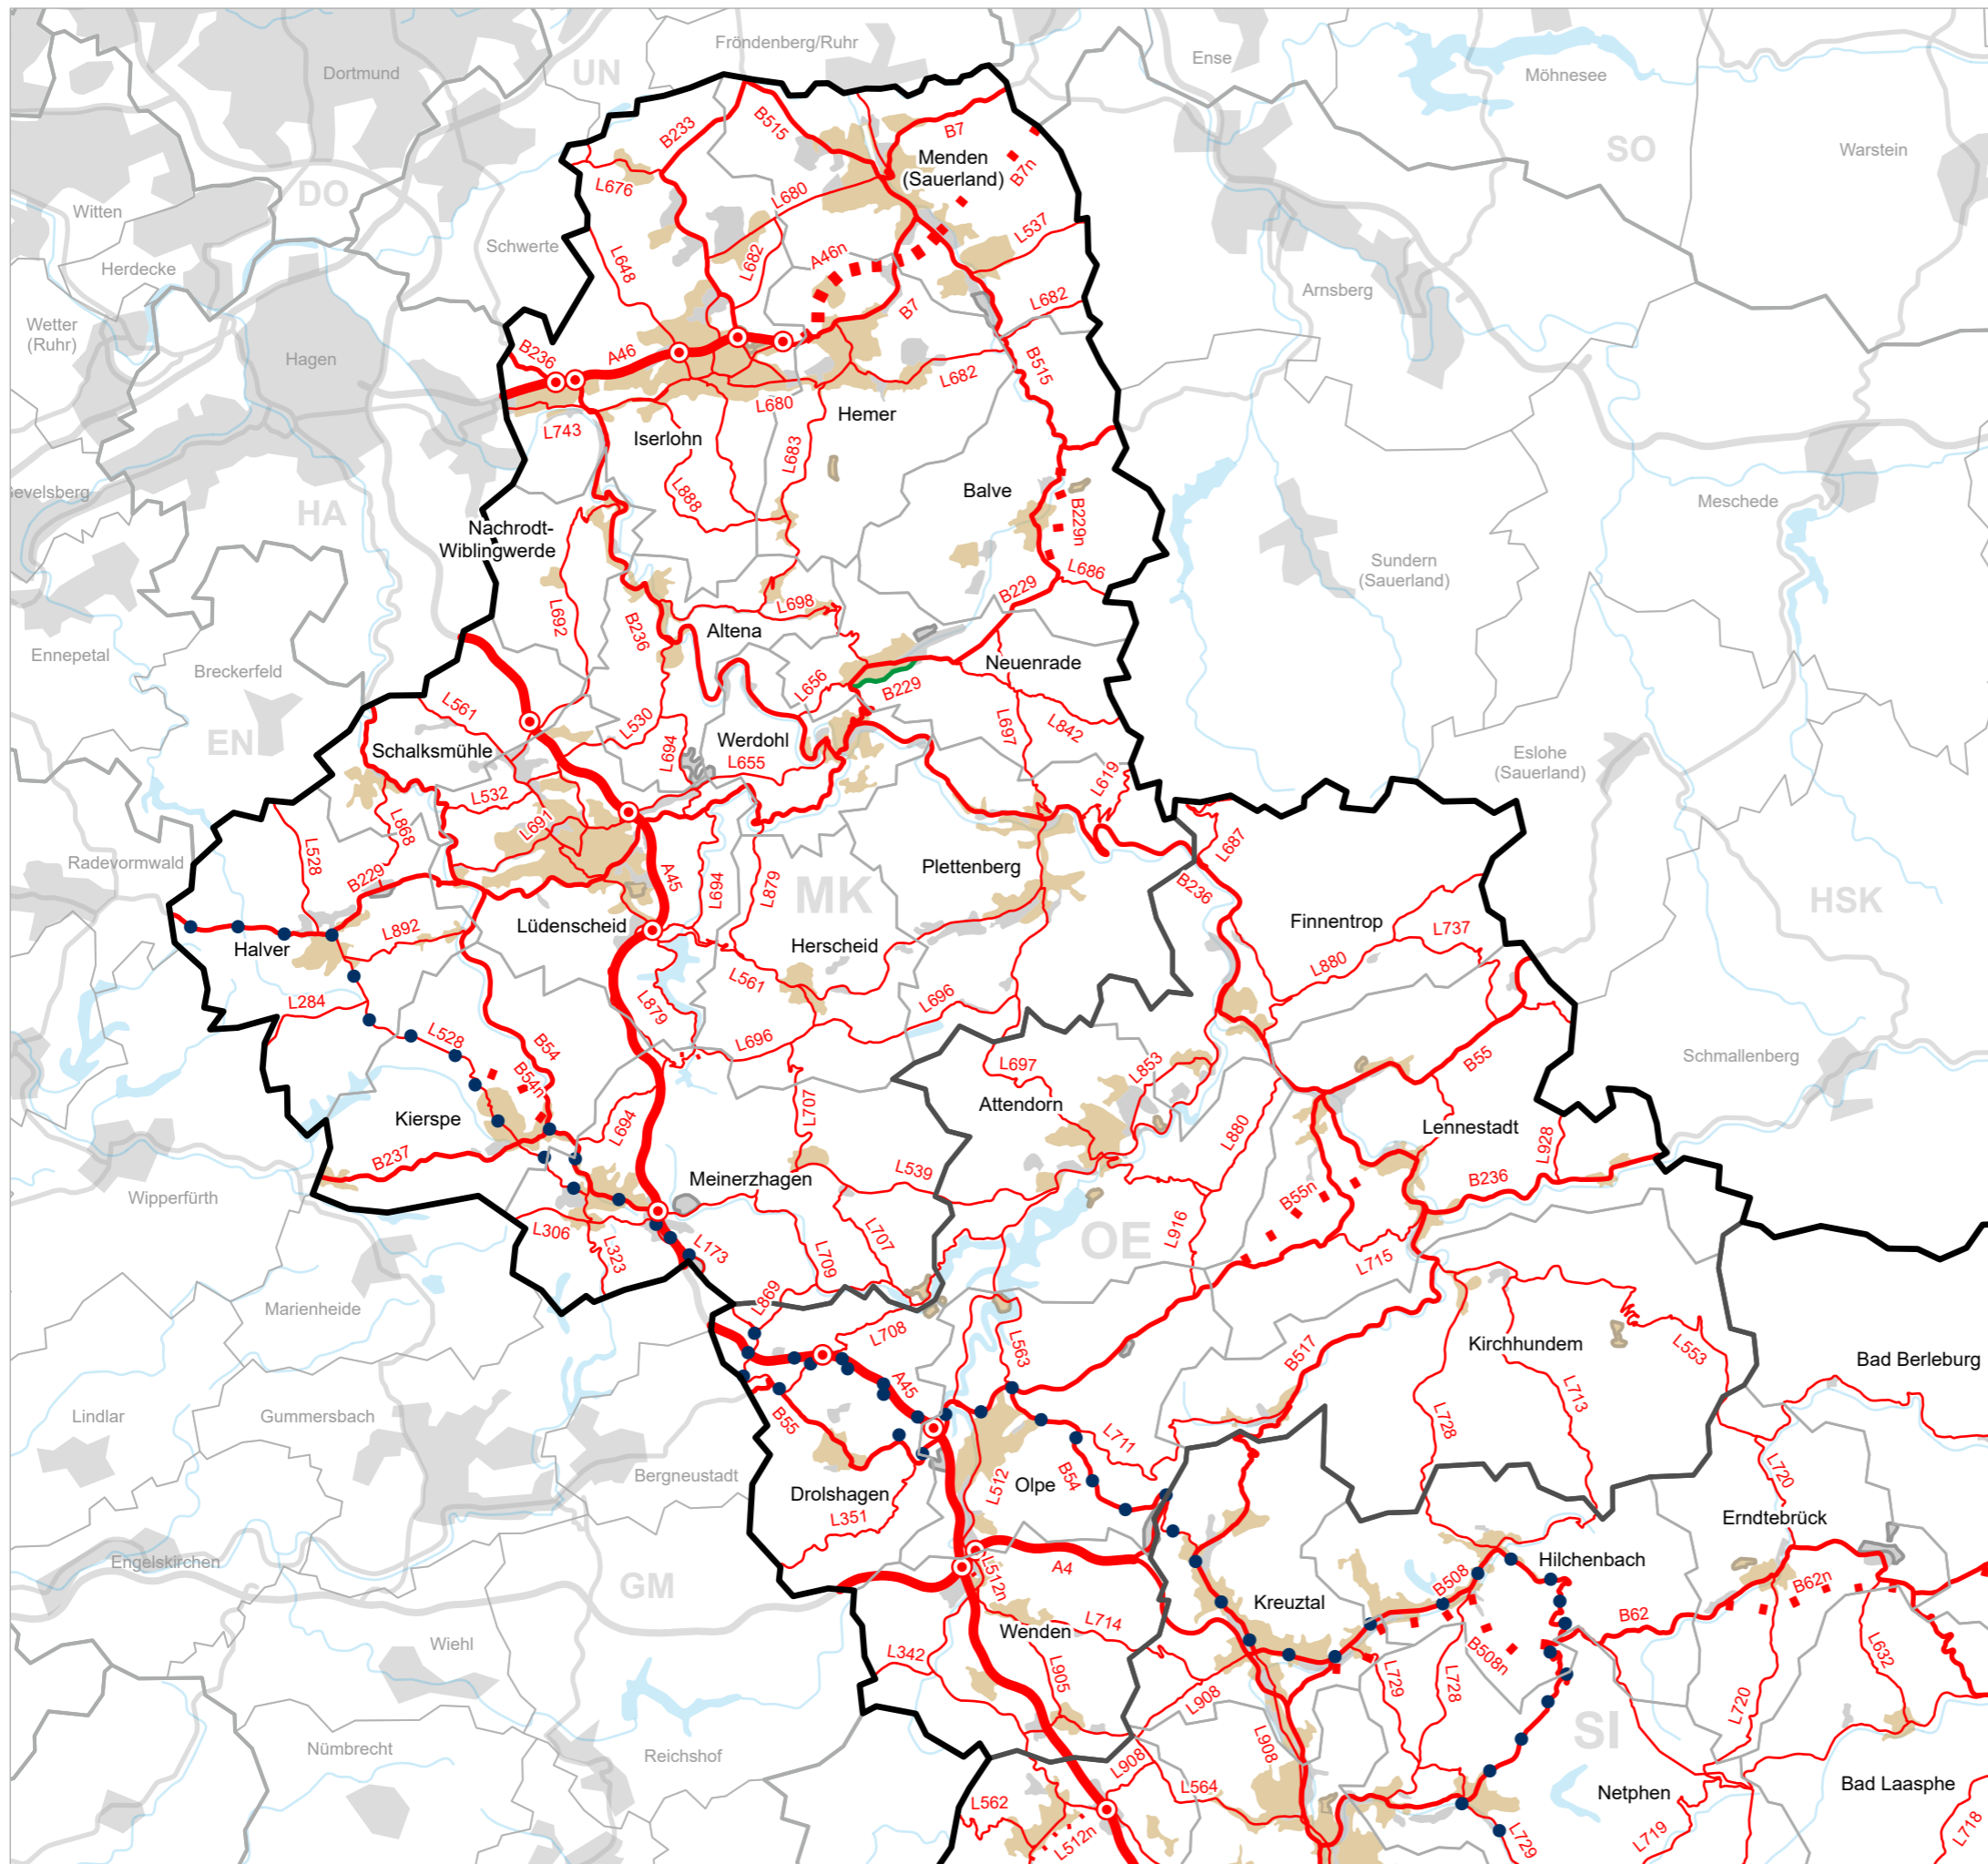 Fröndenberg/Ruhr
UN
Dortmund
Ense
Möhnesee
B233
B515
B7
Menden
(Sauerland)
B7n
SO
Warstein
DO
Witten
L676
L680
L537
Schwerte
L648
L682
A46n
Herdecke
Wetter
(Ruhr)
Hagen
Arnsberg
L682
B7
B236
A46
B515
L682
L680
Hemer
L743
Iserlohn
L683
Gevelsberg
HA
L888
Balve
B229n
Meschede
Nachrodt-
Wiblingwerde
Sundern
(Sauerland)
L686
B229
L692
B236
L698
Altena
Ennepetal
Breckerfeld
Neuenrade
L656
B229
L561
L530
L697
L842
EN
Schalksmühle
L694
Werdohl
L655
Eslohe
(Sauerland)
L619
L532
L691
L868
L528
Radevormwald
B229
A45
L694
L879
MK
Plettenberg
L687
B236
HSK
L892
Lüdenscheid
Halver
Herscheid
Finnentrop
L737
L880
L561
L284
L879
L696
L696
L528
B54
B54n
L697
L853
B55
Schmallenberg
Kierspe
L694
L707
Attendorn
L880
Lennestadt
L928
B237
Meinerzhagen
L539
B236
Wipperfürth
B55n
L306
L323
L173
L709
L707
L916
OE
L715
Marienheide
L869
L708
L563
B517
Kirchhundem
L553
Bad Berleburg
A45
Lindlar
Gummersbach
B55
L711
L728
L713
Bergneustadt
Drolshagen
L351
L512
Olpe
B54
L720
Erndtebrück
Engelskirchen
GM
A4
L512n
B508
Hilchenbach
B62n
Kreuztal
B62
Wiehl
Wenden
L714
L342
L905
B508n
L729
L728
L632
L908
L720
SI
Nümbrecht
Reichshof
L908
L908
L564
Netphen
Bad Laasphe
L562
L512n
L729
L719
L718